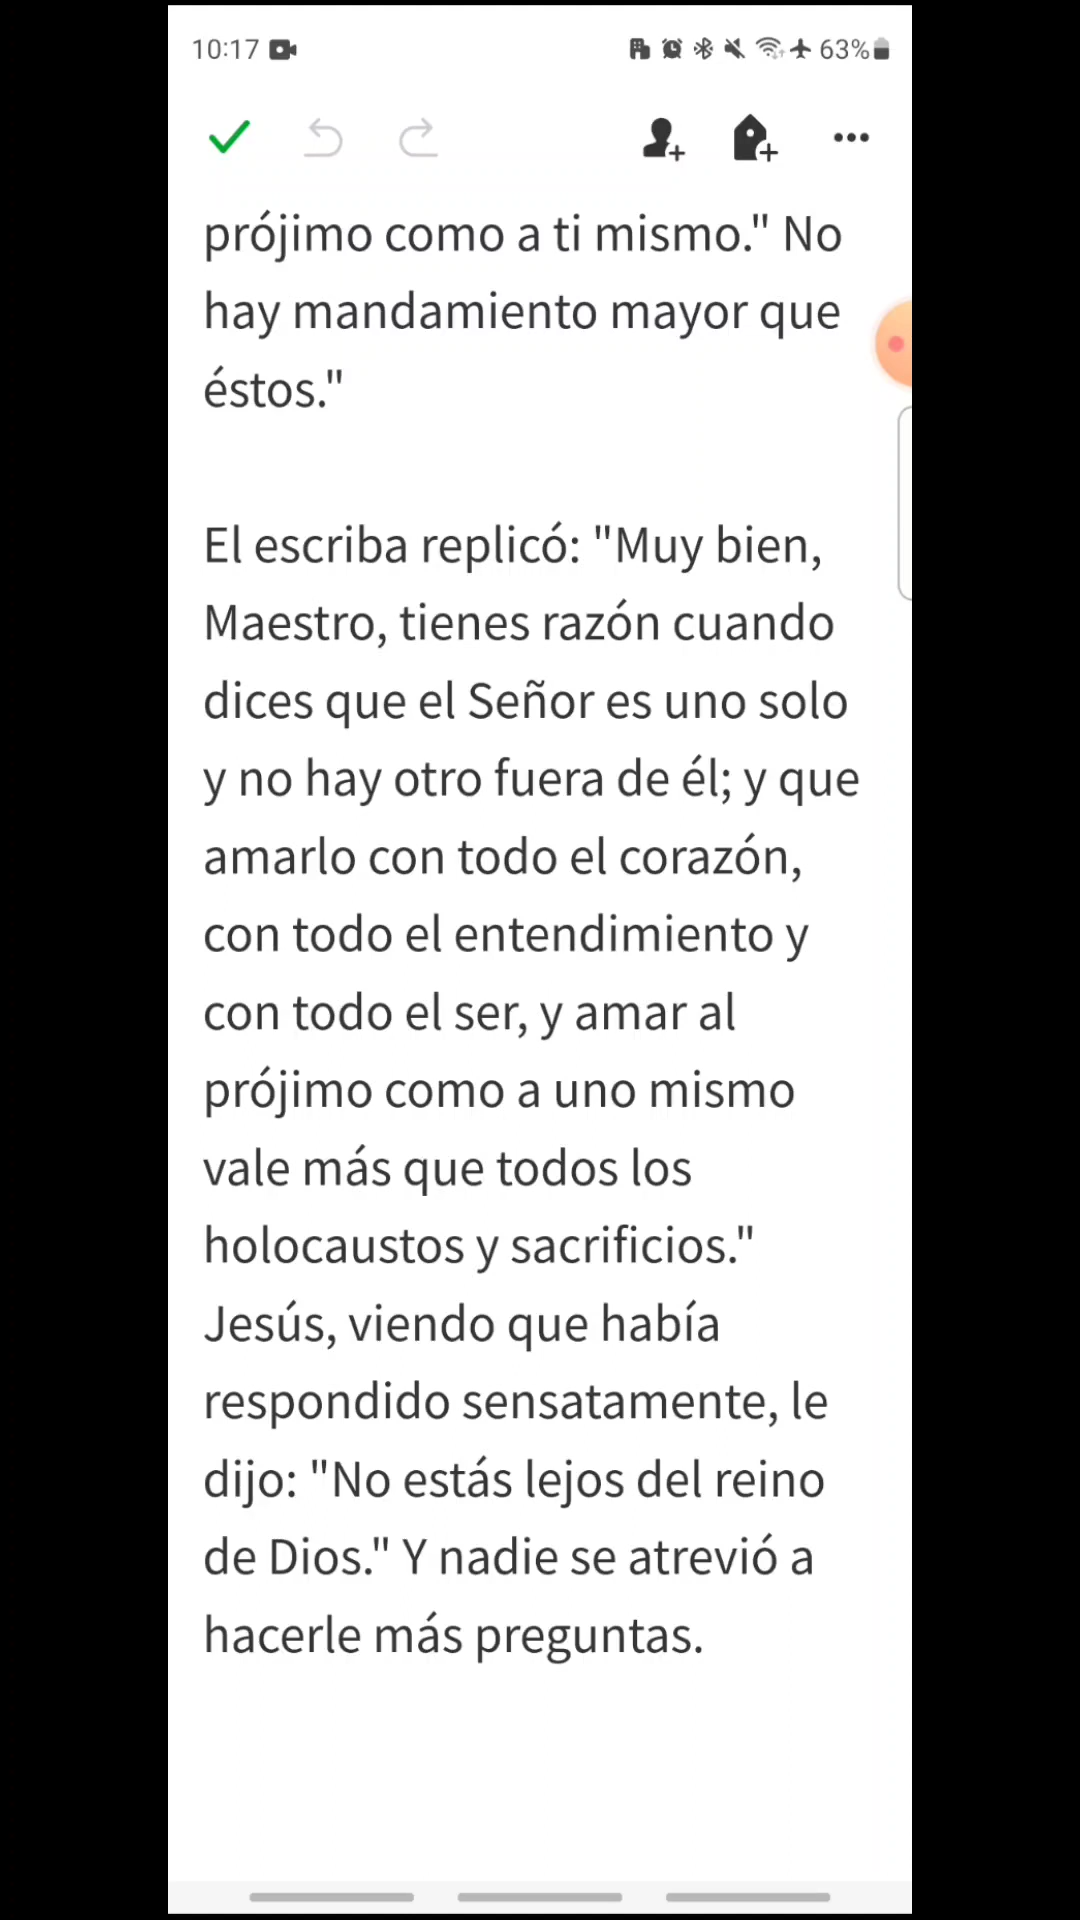 10:17 63%
prójimo como a ti mismo." No
hay mandamiento mayor que
éstos."
El escriba replicó: "Muy bien,
Maestro, tienes razón cuando
dices que el Señor es uno solo
y no hay otro fuera de él; y que
amarlo con todo el corazón,
con todo el entendimiento y
con todo el ser, y amar al
prójimo como a uno mismo
vale más que todos los
holocaustos y sacrificios."
Jesús, viendo que había
respondido sensatamente, le
dijo: "No estás lejos del reino
de Dios." Y nadie se atrevió a
hacerle más preguntas.